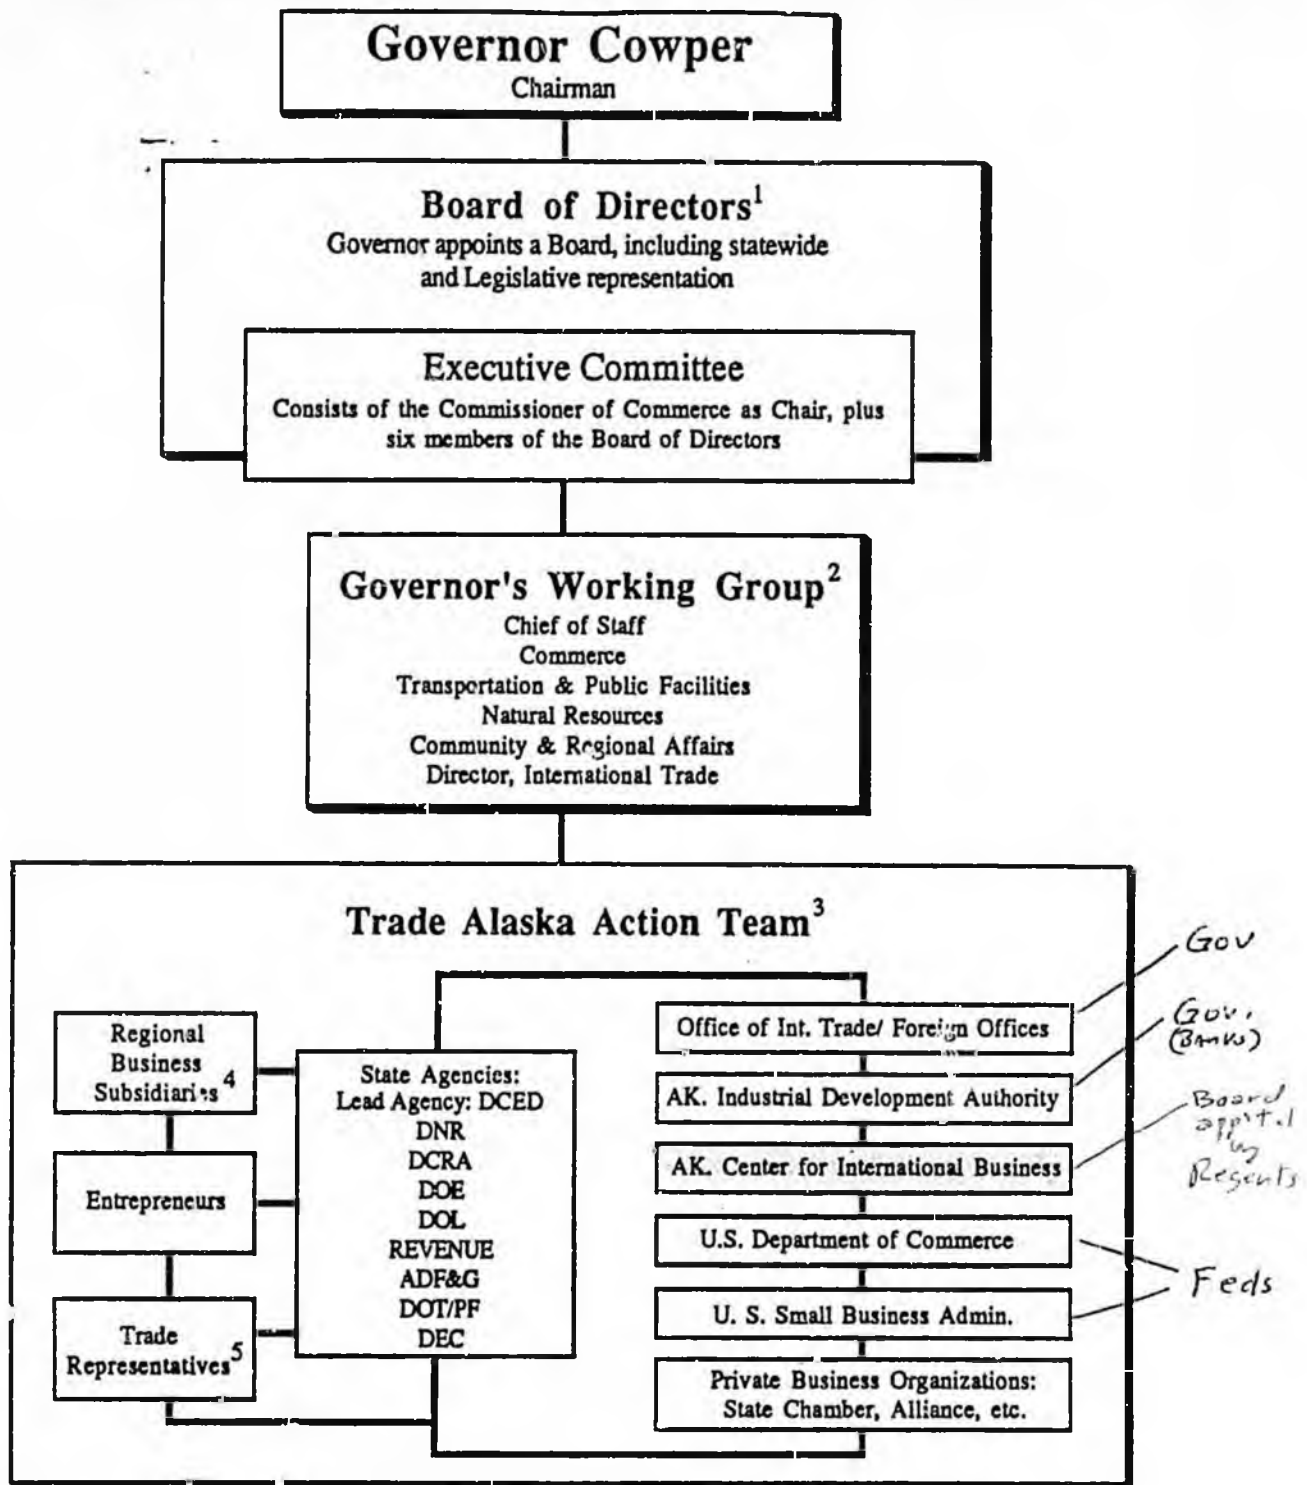 Governor Cowper
Chairman
Board of Directors1
Governor appoints a Board, including statewide
and Legislative representation
Executive Committee
Consists of the Commissioner of Commerce as Chair, plus
six members of the Board of Directors
Governor's Working Group2
Chief of Staff
Commerce
Transportation & Public Facilities
Natural Resources
Community & Regional Affairs
Director, International Trade
Trade Alaska Action Team3
Regional
Business
Subsidiaries4
Entrepreneurs
Trade
Representatives5
State Agencies:
Lead Agency: DCED
DNR
DCRA
DOE
DOL
REVENUE
ADF&G
DOT/PF
DEC
Office of Int. Trade/ Foreign Offices
AK. Industrial Development Authority
AK. Center for International Business
U.S. Department of Commerce
U. S. Small Business Admin.
Private Business Organizations:
State Chamber, Alliance, etc.
Gov
Gov.
(Banks)
Board
by
Regents
Feds